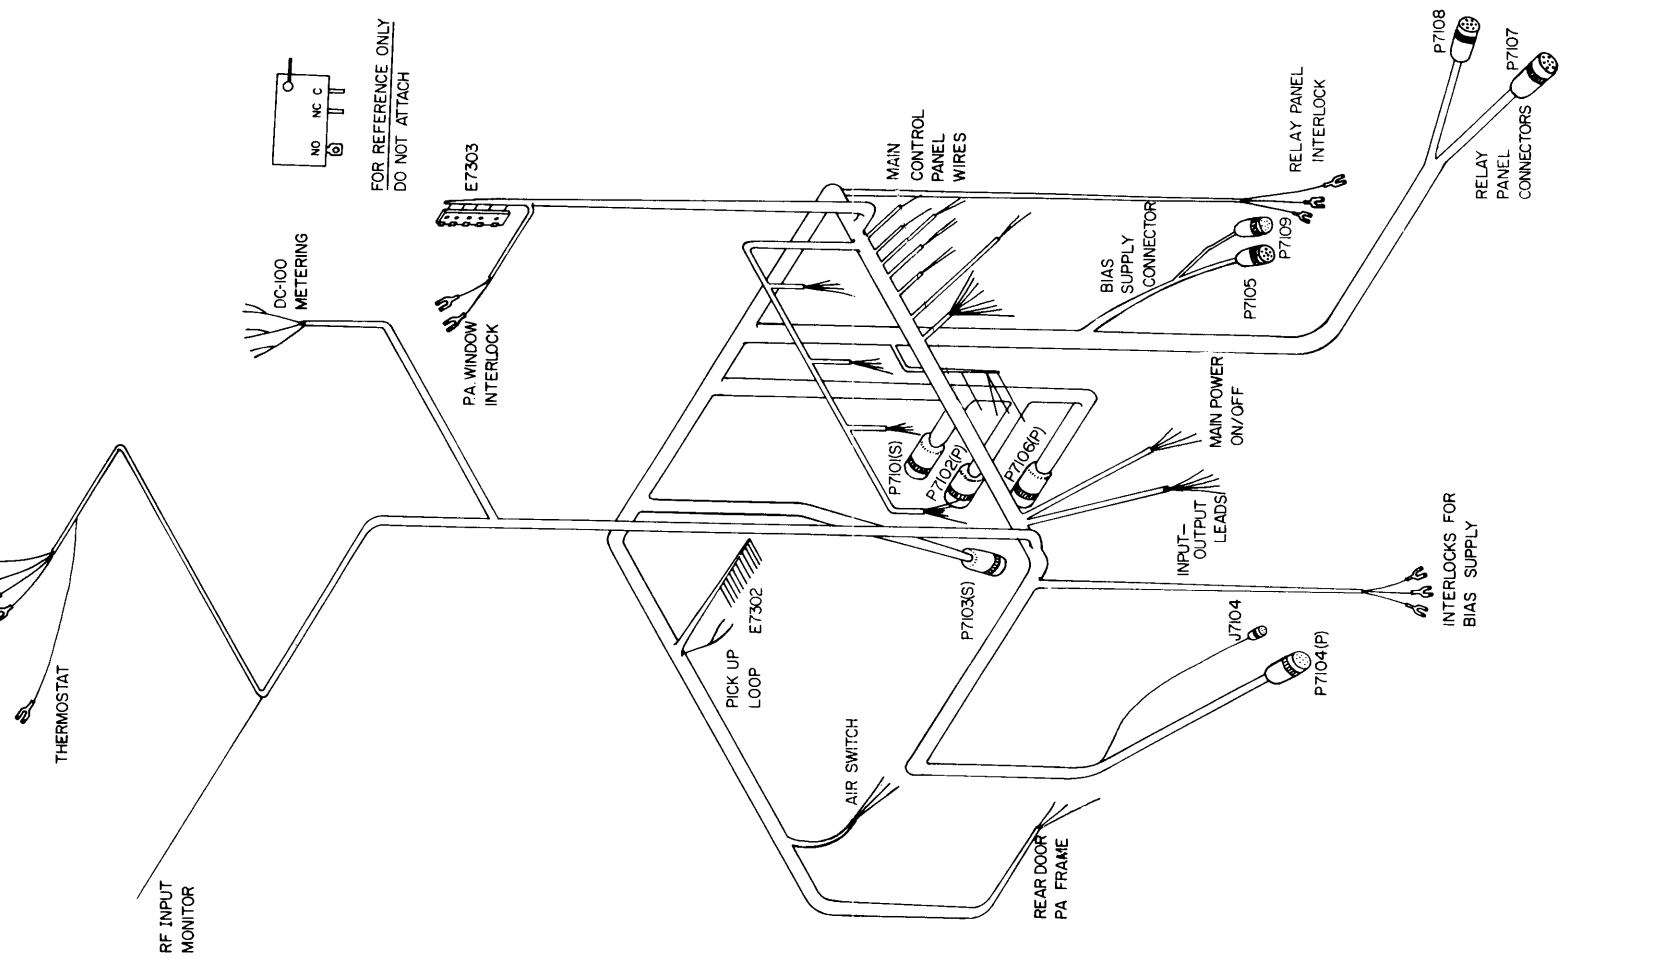 RF INPUT
MONITOR
THERMOSTAT
DC-100
METERING
P.A. WINDOW
INTERLOCK
E7303
NO
NC
C
FOR REFERENCE ONLY
DO NOT ATTACH
PICK UP
LOOP
E7302
AIR SWITCH
REAR DOOR
PA FRAME
P7103(S)
P7101(S)
P7102(P)
P7106(P)
MAIN
CONTROL
PANEL
WIRES
BIAS
SUPPLY
CONNECTOR
P7105
P7109
RELAY PANEL
INTERLOCK
P7108
P7107
RELAY
PANEL
CONNECTORS
MAIN POWER
ON/OFF
INPUT-
OUTPUT
LEADS
J7104
P7104(P)
INTERLOCKS FOR
BIAS SUPPLY